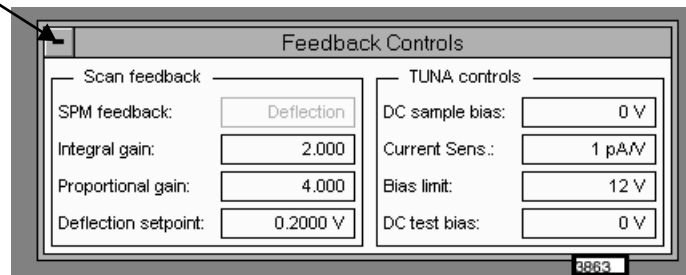 Feedback Controls
Scan feedback
SPM feedback: Deflection
Integral gain: 2.000
Proportional gain: 4.000
Deflection setpoint: 0.2000 V
TUNA controls
DC sample bias: 0 V
Current Sens.: 1 pA/V
Bias limit: 12 V
DC test bias: 0 V
3863